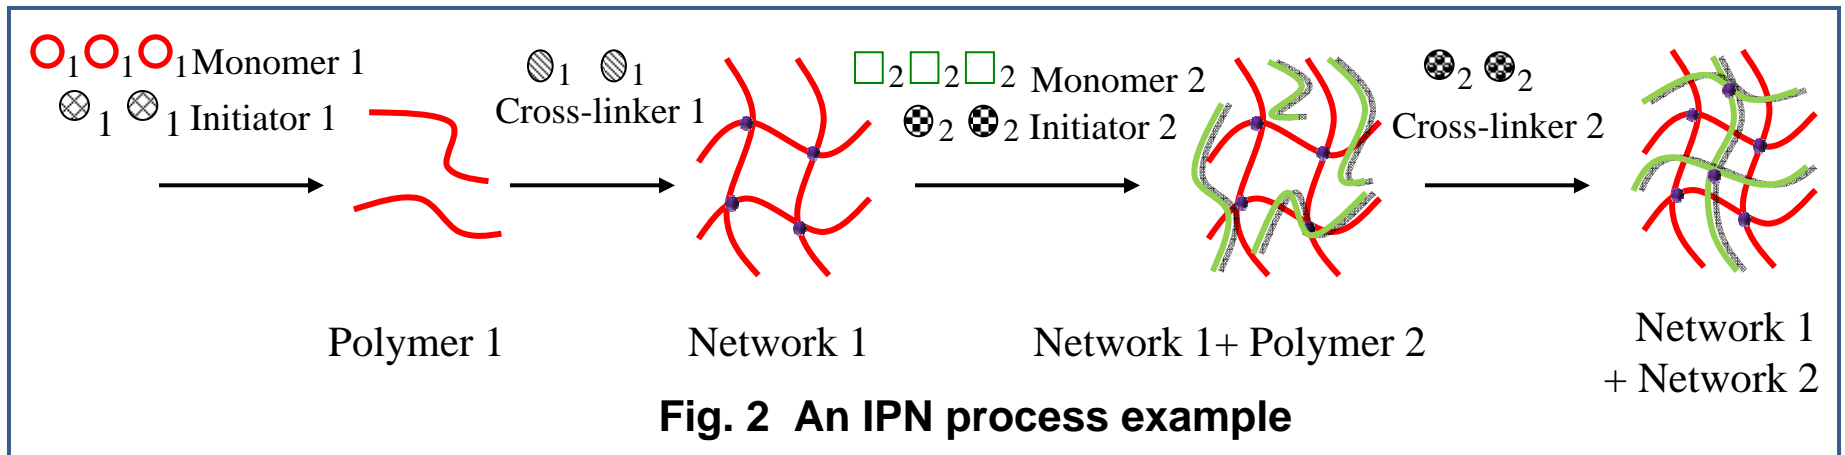 1 1 1 Monomer 1
1 1 Initiator 1
1 1
Cross-linker 1
2 2 2 Monomer 2
2 2 Initiator 2
2 2
Cross-linker 2
Polymer 1
Network 1
Network 1+ Polymer 2
Network 1
+ Network 2
Fig. 2 An IPN process example